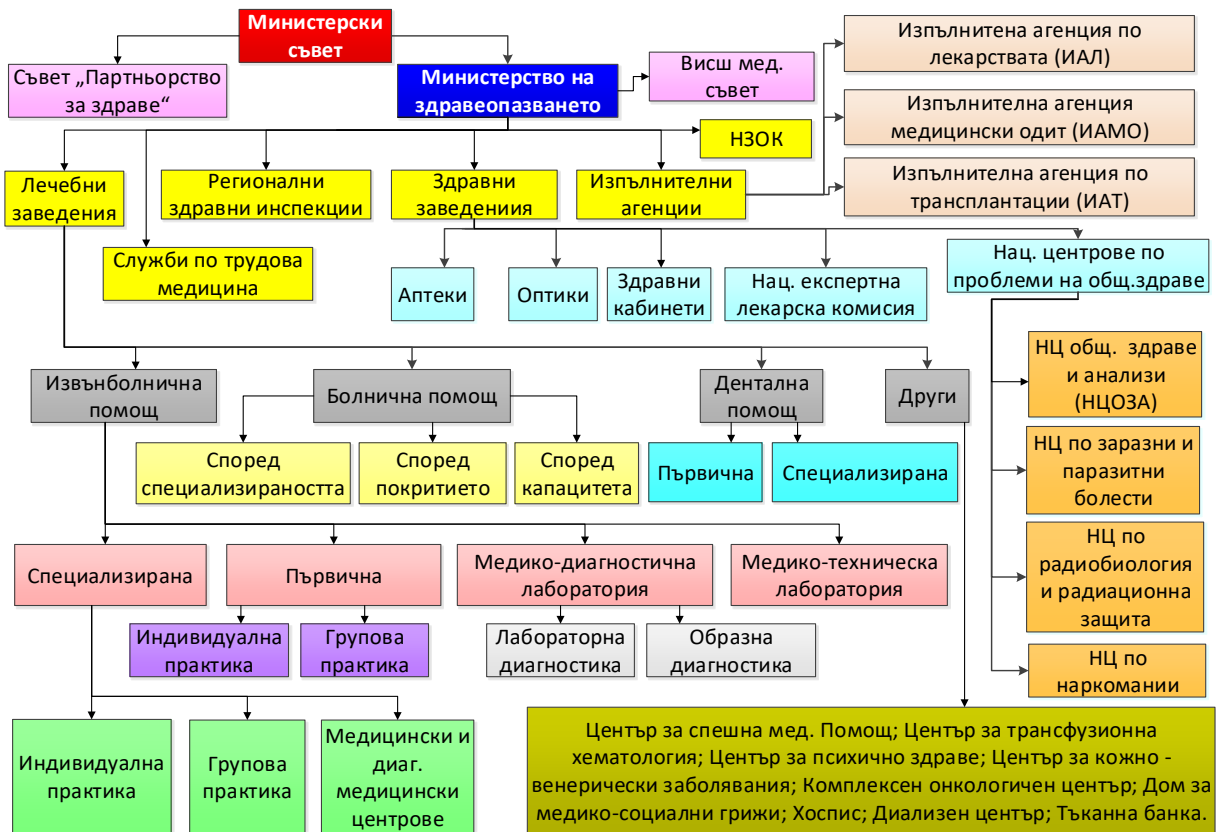 Министерски
съвет
Съвет „Партньорство
за здраве“
Министерство на
здравеопазването
Висш мед.
съвет
Изпълнитена агенция по
лекарствата (ИАЛ)
Изпълнителна агенция
медицински одит (ИАМО)
Изпълнителна агенция по
трансплантации (ИАТ)
НЗОК
Лечебни
заведения
Регионални
здравни инспекции
Здравни
заведениия
Изпълнителни
агенции
Служби по трудова
медицина
Аптеки
Оптики
Здравни
кабинети
Нац. експертна
лекарска комисия
Нац. центрове по
проблеми на общ.здраве
НЦ общ. здраве
и анализи
(НЦОЗА)
НЦ по заразни и
паразитни
болести
НЦ по
радиобиология
и радиационна
защита
НЦ по
наркомании
Извънболнична
помощ
Болнична помощ
Дентална
помощ
Други
Според
специализираността
Според
покритието
Според
капацитета
Първична
Специализирана
Специализирана
Първична
Медико-диагностична
лаборатория
Медико-техническа
лаборатория
Индивидуална
практика
Групова
практика
Лабораторна
диагностика
Образна
диагностика
Индивидуална
практика
Групова
практика
Медицински и
диаг.
медицински
центрове
Център за спешна мед. Помощ; Център за трансфузионна
хематология; Център за психично здраве; Център за кожно -
венерически заболявания; Комплексен онкологичен център; Дом за
медико-социални грижи; Хоспис; Диализен център; Тъканна банка.